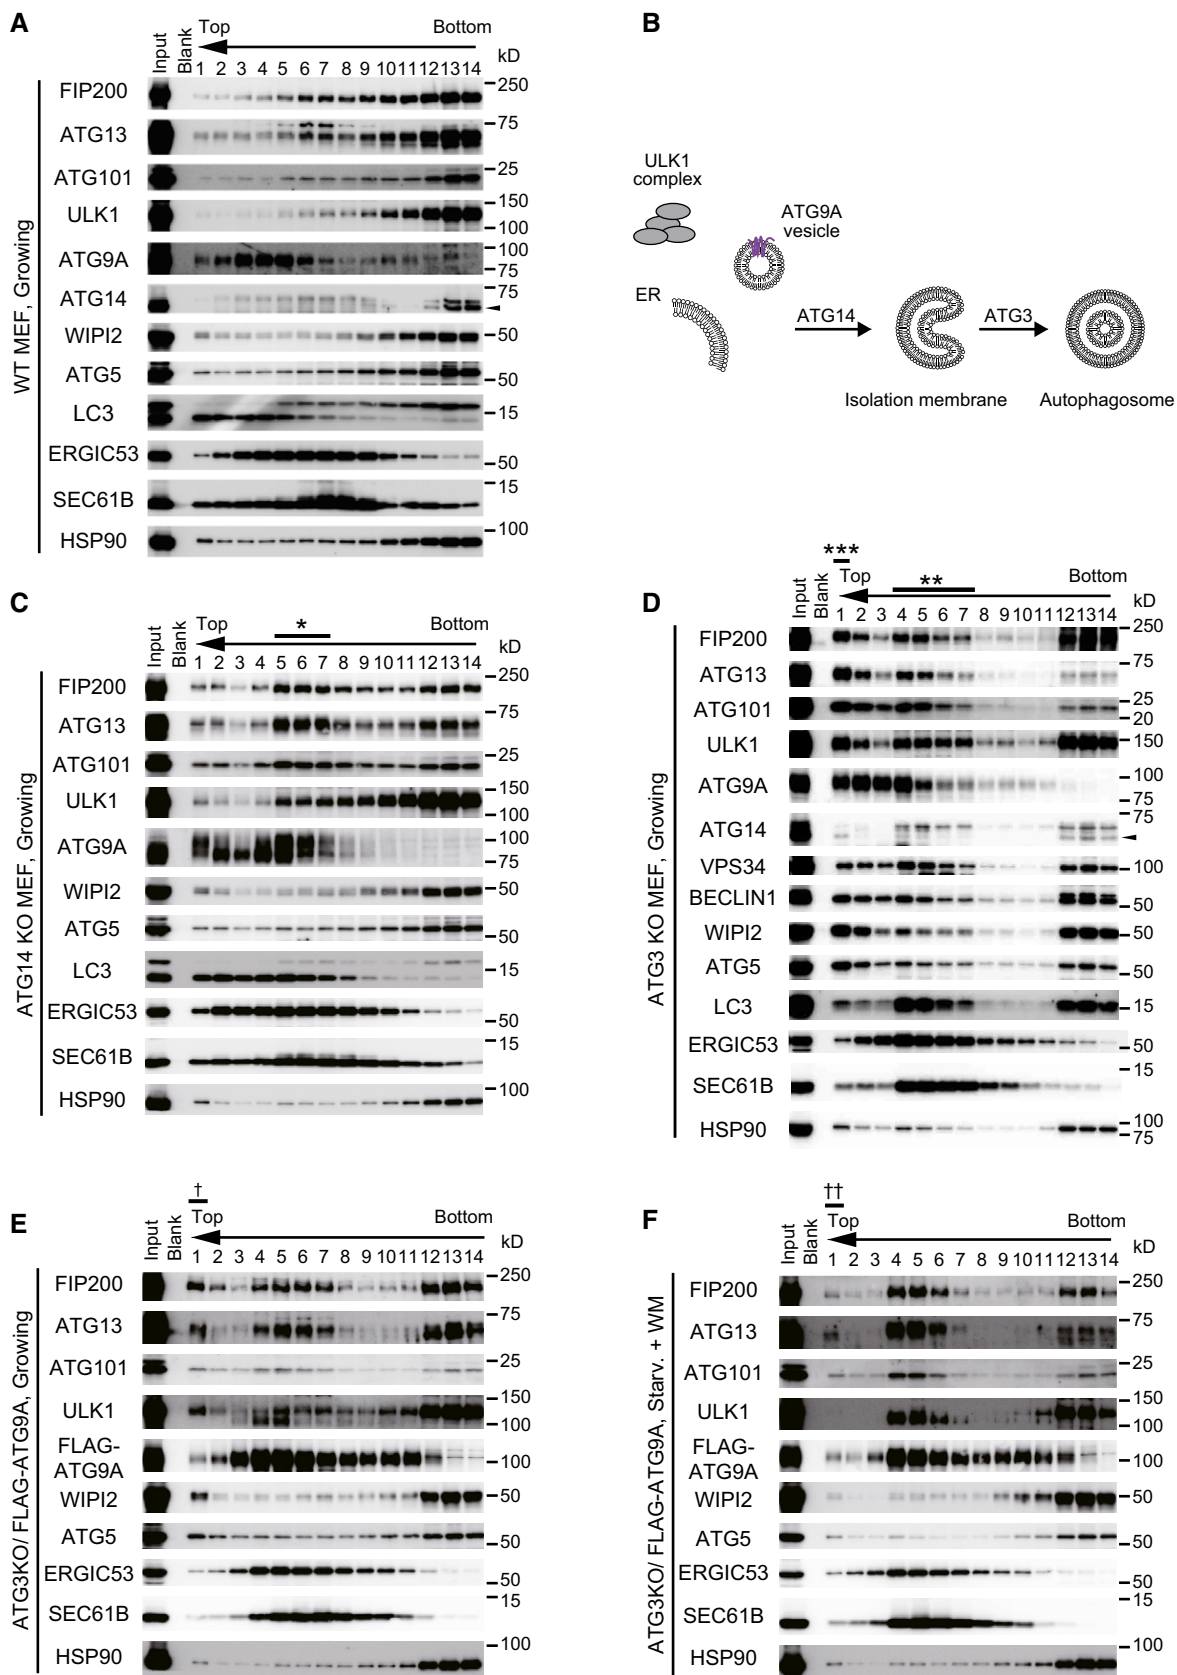 A
Input
Blank
Top
Bottom
1 2 3 4 5 6 7 8 9 10 11 12 13 14
kD
WT MEF, Growing
FIP200
250
ATG13
75
ATG101
25
ULK1
150
100
ATG9A
100
75
ATG14
75
WIPI2
50
ATG5
50
LC3
15
ERGIC53
50
SEC61B
15
HSP90
100
B
ULK1
complex
ATG9A
vesicle
ER
ATG14
ATG3
Isolation membrane
Autophagosome
C
Input
Blank
Top
*
Bottom
1 2 3 4 5 6 7 8 9 10 11 12 13 14
kD
ATG14 KO MEF, Growing
FIP200
250
ATG13
75
ATG101
25
ULK1
150
100
ATG9A
100
75
WIPI2
50
ATG5
50
LC3
15
ERGIC53
50
SEC61B
15
HSP90
100
D
Input
Blank
***
Top
**
Bottom
1 2 3 4 5 6 7 8 9 10 11 12 13 14
kD
ATG3 KO MEF, Growing
FIP200
250
ATG13
75
ATG101
25
20
ULK1
150
ATG9A
100
75
ATG14
75
VPS34
100
BECLIN1
50
WIPI2
50
ATG5
50
LC3
15
ERGIC53
50
SEC61B
15
HSP90
100
75
E
Input
Blank
†
Top
Bottom
1 2 3 4 5 6 7 8 9 10 11 12 13 14
kD
ATG3KO/ FLAG-ATG9A, Growing
FIP200
250
ATG13
75
ATG101
25
ULK1
150
100
FLAG-
ATG9A
100
WIPI2
50
ATG5
50
ERGIC53
50
SEC61B
15
HSP90
100
F
Input
Blank
††
Top
Bottom
1 2 3 4 5 6 7 8 9 10 11 12 13 14
kD
ATG3KO/ FLAG-ATG9A, Starv. + WM
FIP200
250
ATG13
75
ATG101
25
ULK1
150
100
FLAG-
ATG9A
100
WIPI2
50
ATG5
50
ERGIC53
50
SEC61B
15
HSP90
100